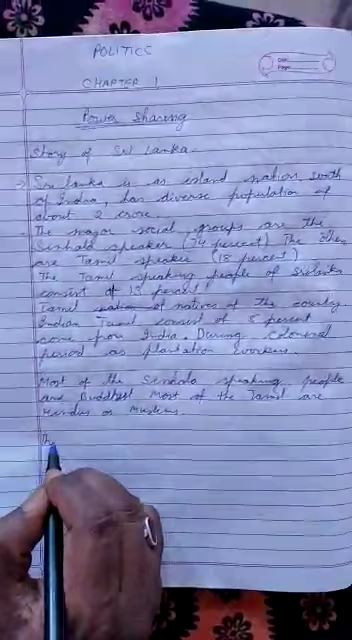 POLITICS
Date:
Page:
CHAPTER 1
Power Sharing
Story of Sri Lanka
→ Sri lanka is an island nation, south
of India, has diverse population of
about 2 crore.
→ The major social groups are the
Sinhala speaker (74 percent) The other
are Tamil speaker (18 percent)
The Tamil speaking people of Srilanka
consist of 13 percent
Tamil natives of the country
Indian Tamil consist of 5 percent
come from India. During colonial
period as plantation workers.
Most of the Sinhala speaking people
are Buddhist Most of the Tamil are
Hindus or Muslims.
The